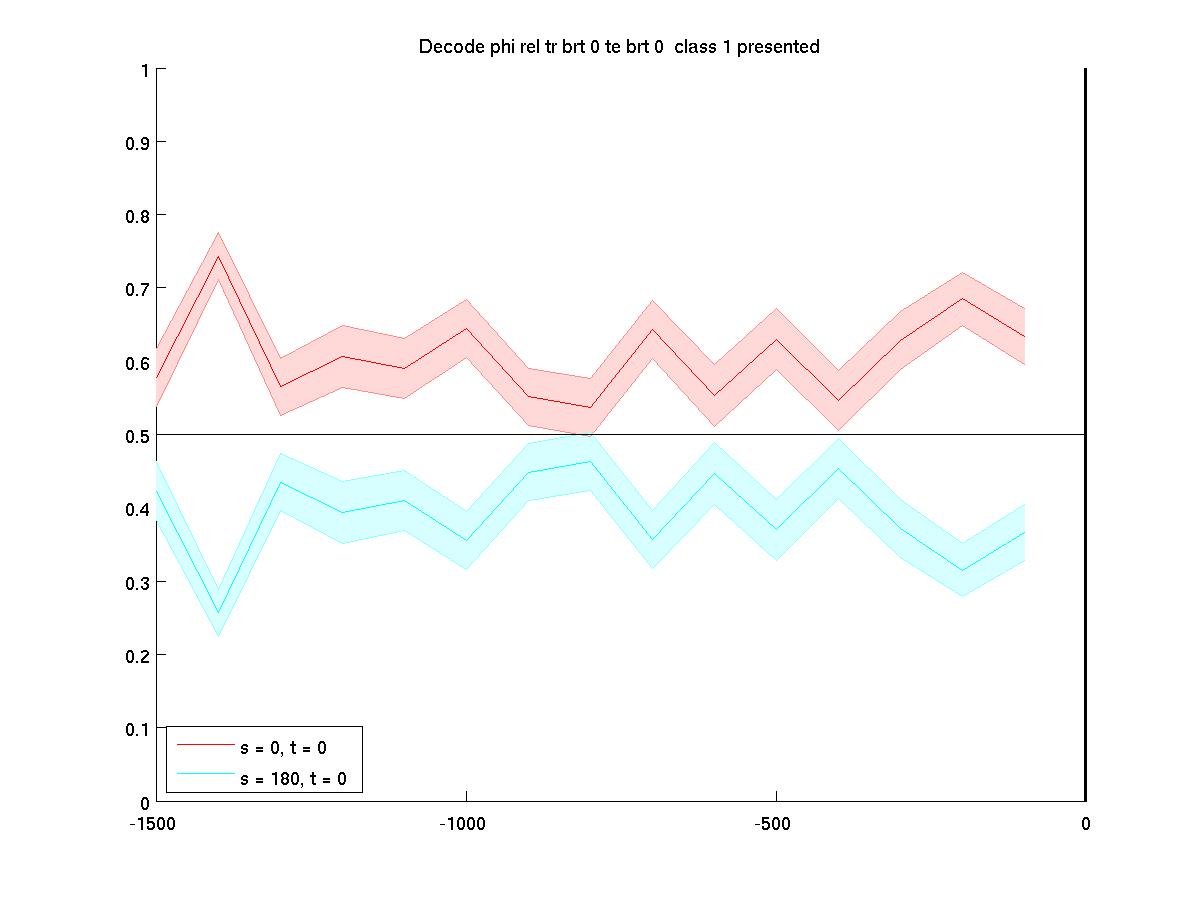 Decode phi rel tr brt 0 te brt 0  class 1 presented
1
0.9
0.8
0.7
0.6
0.5
0.4
0.3
0.2
0.1
0
s = 0, t = 0
s = 180, t = 0
-1500 -1000 -500 0